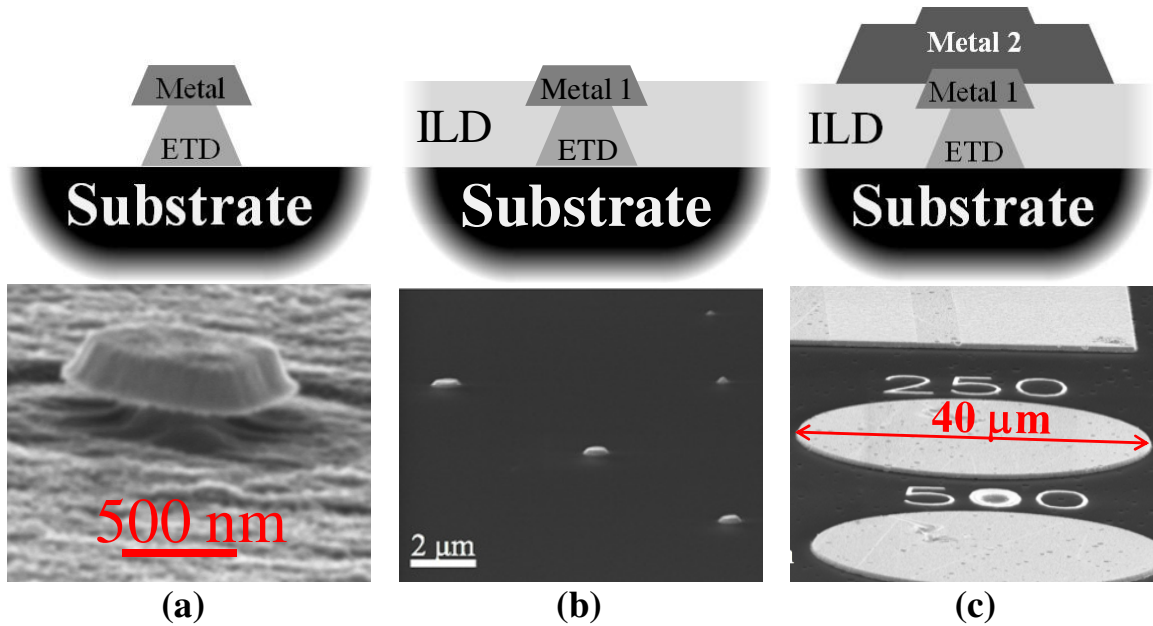 Metal
ETD
Substrate
Metal 1
ILD
ETD
Substrate
Metal 2
Metal 1
ILD
ETD
Substrate
500 nm
2 μm
250
40 μm
500
(a)
(b)
(c)